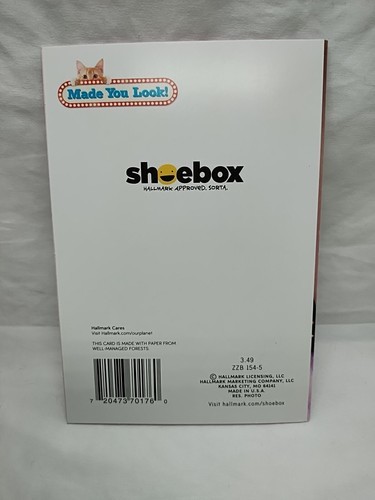 Made You Look!
shoebox
HALLMARK APPROVED. SORTA.
Hallmark Cares
Visit Hallmark.com/ourplanet
THIS CARD IS MADE WITH PAPER FROM
WELL-MANAGED FORESTS.
7 20473 70176 0
3.49
ZZB 154-5
© HALLMARK LICENSING, LLC
HALLMARK MARKETING COMPANY, LLC
KANSAS CITY, MO 64141
MADE IN U.S.A
RES. PHOTO
Visit hallmark.com/shoebox